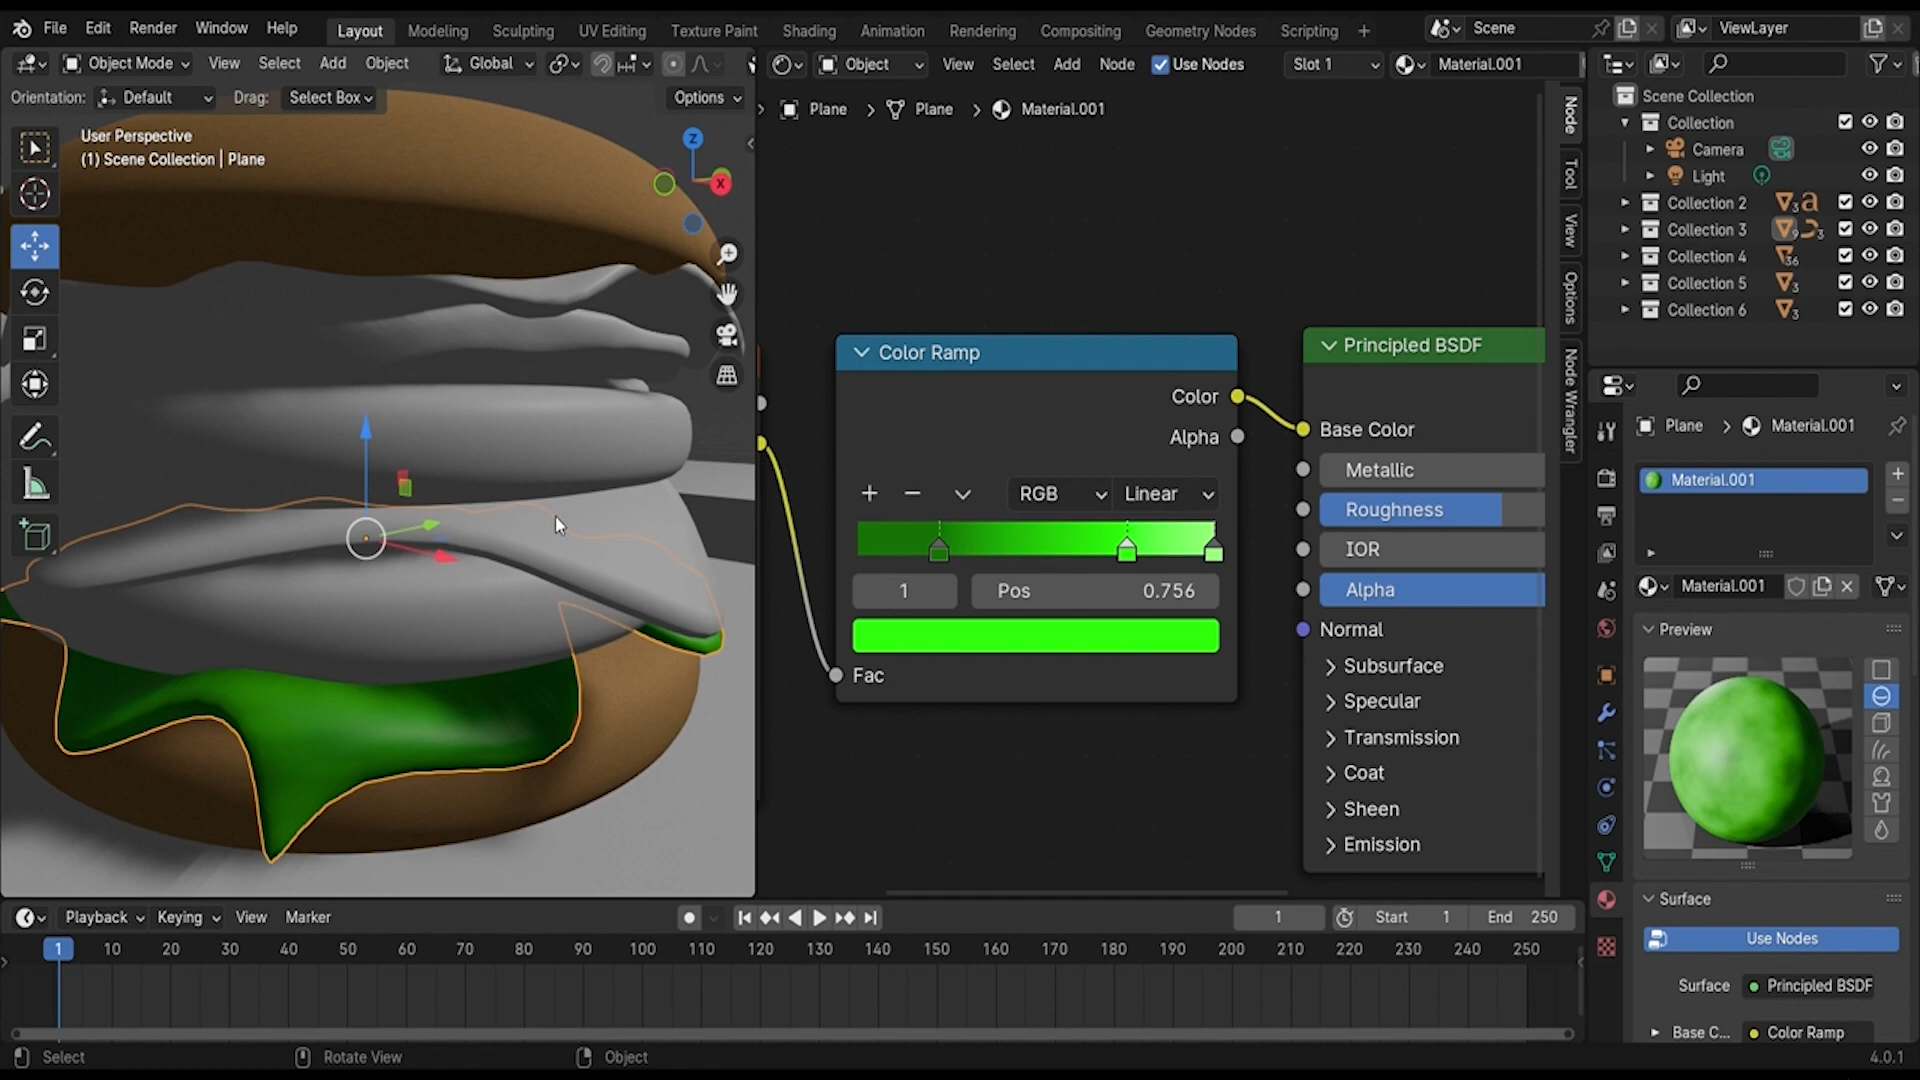 File Edit Render Window Help Layout Modeling Sculpting UV Editing Texture Paint Shading Animation Rendering Compositing Geometry Nodes Scripting + Scene ViewLayer
Object Mode View Select Add Object Global Object View Select Add Node Use Nodes Slot 1 Material.001
Orientation: Default Drag: Select Box Options
Plane > Plane > Material.001
User Perspective
(1) Scene Collection | Plane
Z
X
Node
Tool
View
Options
Node Wrangler
Scene Collection
Collection
Camera
Light
Collection 2 3
Collection 3 9 3
Collection 4 36
Collection 5 3
Collection 6 3
Color Ramp
Color
Alpha
RGB Linear
1 Pos 0.756
Fac
Principled BSDF
Base Color
Metallic
Roughness
IOR
Alpha
Normal
Subsurface
Specular
Transmission
Coat
Sheen
Emission
Plane > Material.001
Material.001
Material.001
Preview
Surface
Use Nodes
Surface Principled BSDF
Base C... Color Ramp
Playback Keying View Marker 1 Start 1 End 250
1 10 20 30 40 50 60 70 80 90 100 110 120 130 140 150 160 170 180 190 200 210 220 230 240 250
Select Rotate View Object 4.0.1